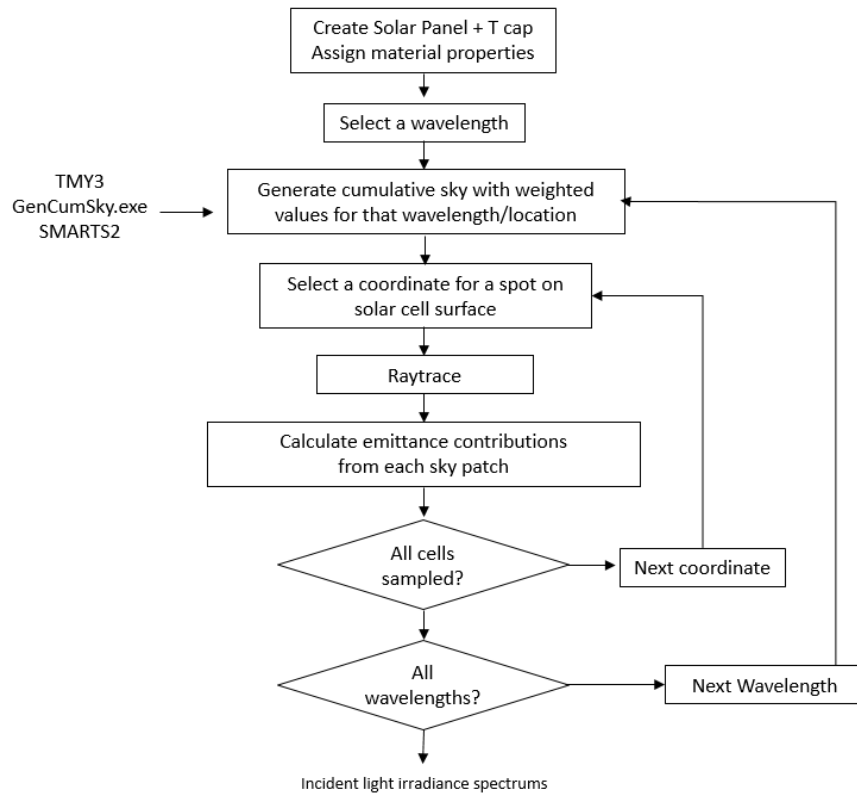 Create Solar Panel + T cap
Assign material properties
Select a wavelength
TMY3
GenCumSky.exe
SMARTS2
Generate cumulative sky with weighted
values for that wavelength/location
Select a coordinate for a spot on
solar cell surface
Raytrace
Calculate emittance contributions
from each sky patch
All cells
sampled?
Next coordinate
All
wavelengths?
Next Wavelength
Incident light irradiance spectrums